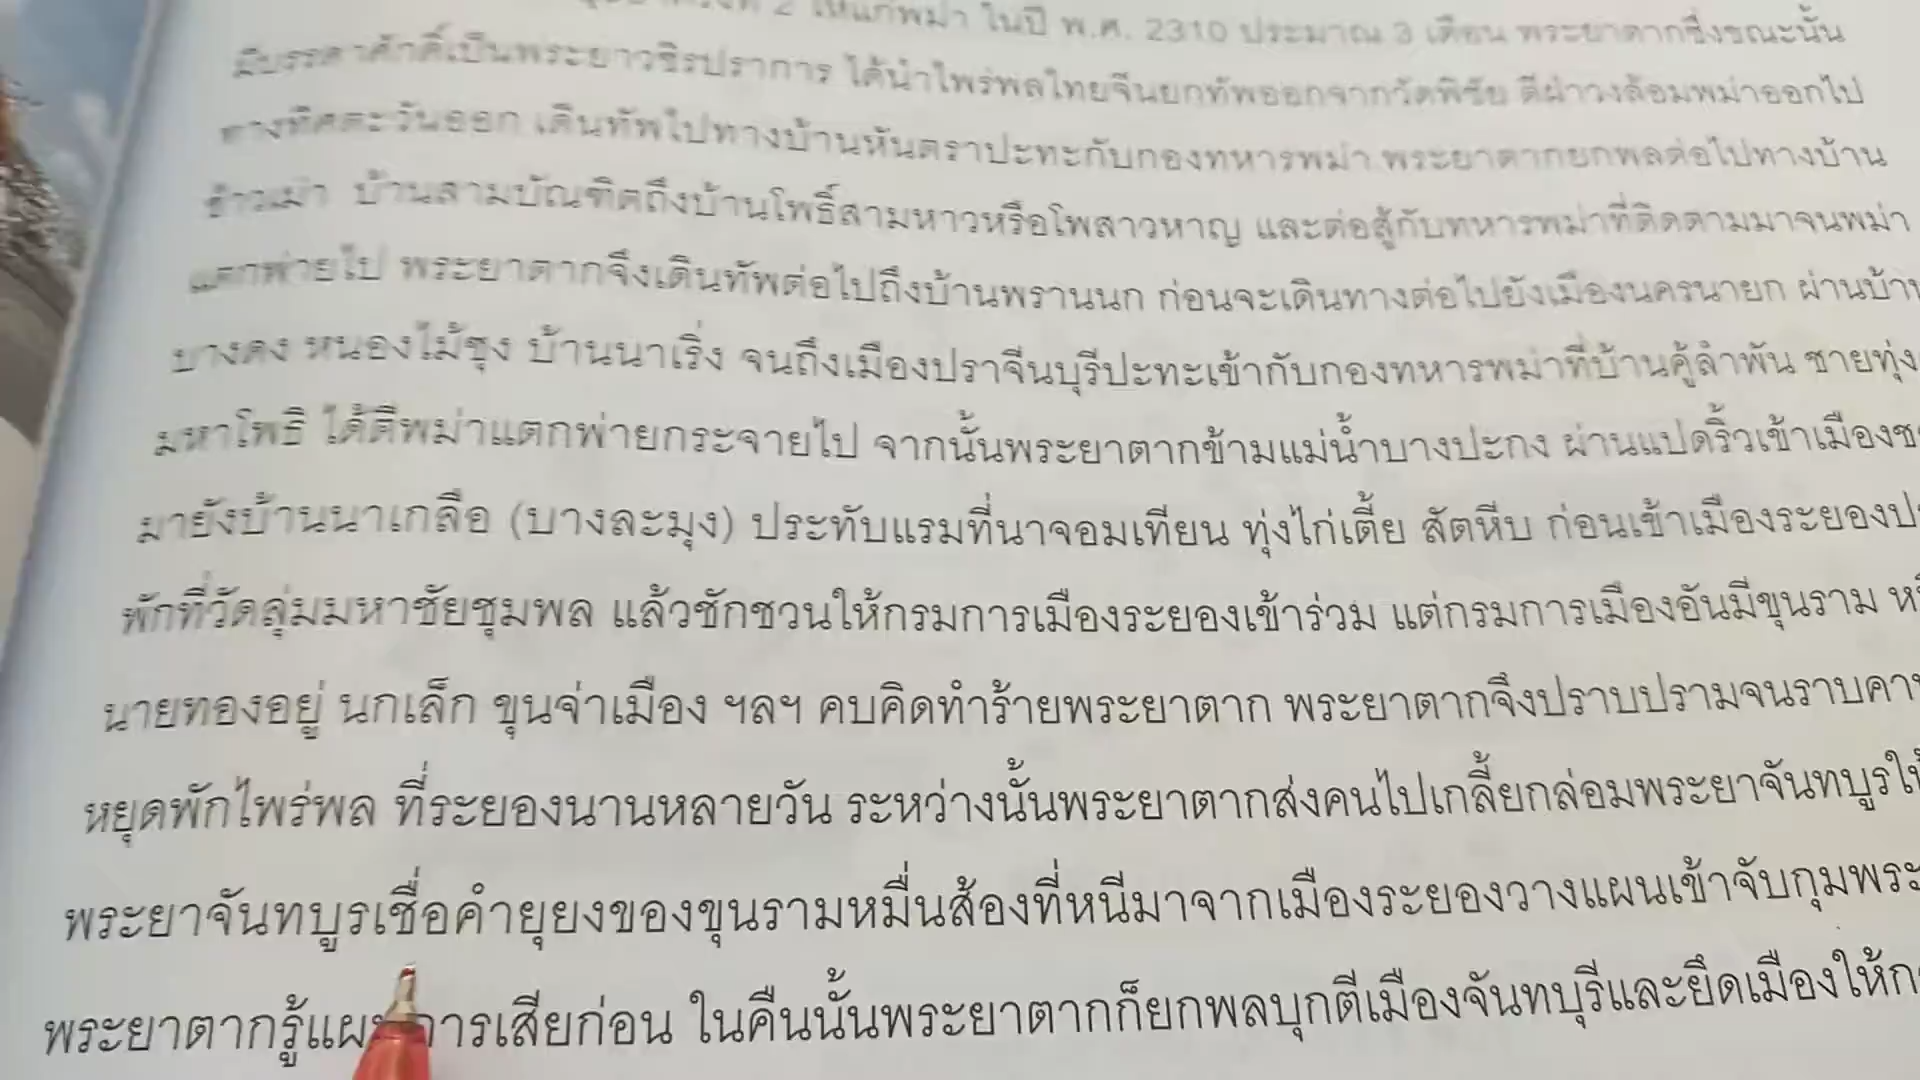 2 ให้แก่พม่า ในปี พ.ศ. 2310 ประมาณ 3 เดือน พระยาตากซึ่งขณะนั้น
มีบรรดาศักดิ์เป็นพระยาวชิรปราการ ได้นำไพร่พลไทยจีนยกทัพออกจากวัดพิชัย ตีฝ่าวงล้อมพม่าออกไป
ทางทิศตะวันออก เดินทัพไปทางบ้านหันตราปะทะกับกองทหารพม่า พระยาตากยกพลต่อไปทางบ้าน
ข้าวเม่า บ้านสามบัณฑิตถึงบ้านโพธิ์สามหาวหรือโพสาวหาญ และต่อสู้กับทหารพม่าที่ติดตามมาจนพม่า
แตกพ่ายไป พระยาตากจึงเดินทัพต่อไปถึงบ้านพรานนก ก่อนจะเดินทางต่อไปยังเมืองนครนายก ผ่านบ้าน
บางดง หนองไม้ซุง บ้านนาเริ่ง จนถึงเมืองปราจีนบุรีปะทะเข้ากับกองทหารพม่าที่บ้านคู้ลำพัน ชายทุ่ง
มหาโพธิ ได้ตีพม่าแตกพ่ายกระจายไป จากนั้นพระยาตากข้ามแม่น้ำบางปะกง ผ่านแปดริ้วเข้าเมือง
มายังบ้านนาเกลือ (บางละมุง) ประทับแรมที่นาจอมเทียน ทุ่งไก่เตี้ย สัตหีบ ก่อนเข้าเมืองระยอง
พักที่วัดลุ่มมหาชัยชุมพล แล้วชักชวนให้กรมการเมืองระยองเข้าร่วม แต่กรมการเมืองอันมีขุนราม
นายทองอยู่ นกเล็ก ขุนจ่าเมือง ฯลฯ คบคิดทำร้ายพระยาตาก พระยาตากจึงปราบปรามจนราบคาบ
หยุดพักไพร่พล ที่ระยองนานหลายวัน ระหว่างนั้นพระยาตากส่งคนไปเกลี้ยกล่อมพระยาจันทบูรให้
พระยาจันทบูรเชื่อคำยุยงของขุนรามหมื่นส้องที่หนีมาจากเมืองระยองวางแผนเข้าจับกุมพระ
พระยาตากรู้แผนการเสียก่อน ในคืนนั้นพระยาตากก็ยกพลบุกตีเมืองจันทบุรีและยึดเมืองให้